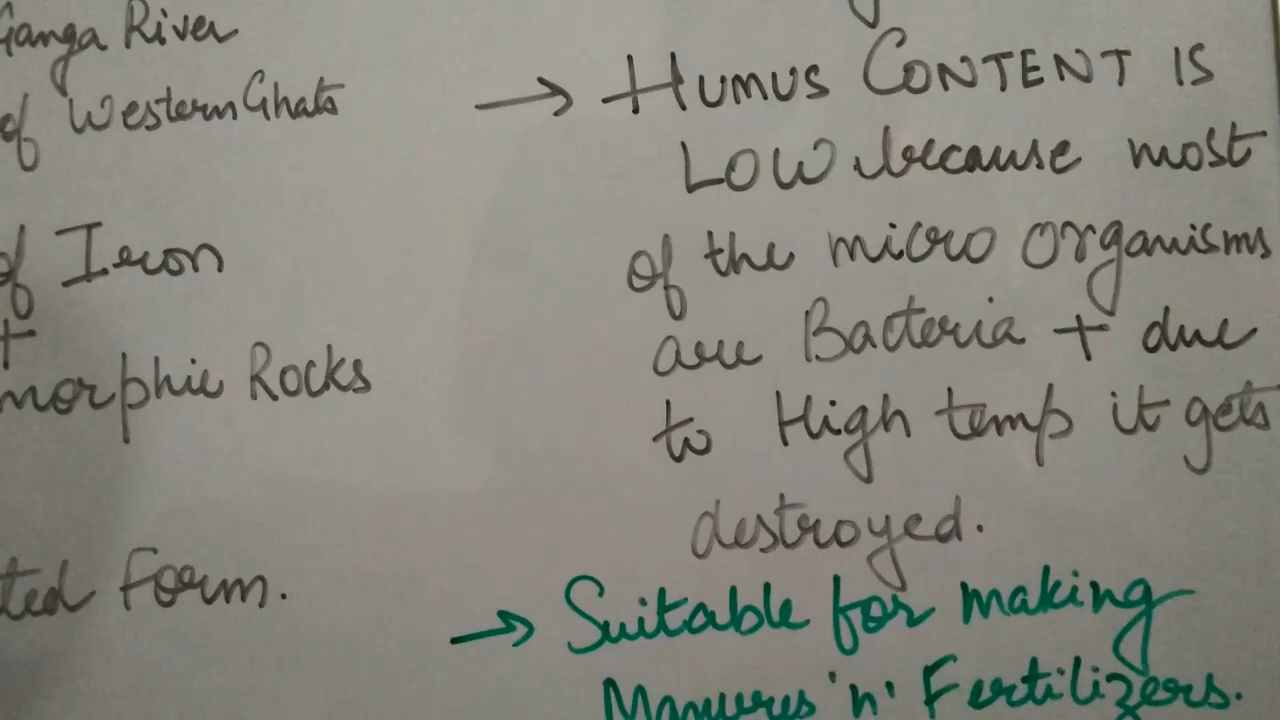 Ganga River
of Western Ghats
of Iron
+
morphic Rocks
ted Form.
→ HUMUS CONTENT IS
LOW because most
of the micro organisms
are Bacteria + due
to High temp it gets
destroyed.
→ Suitable for making
Manures 'n' Fertilizers.